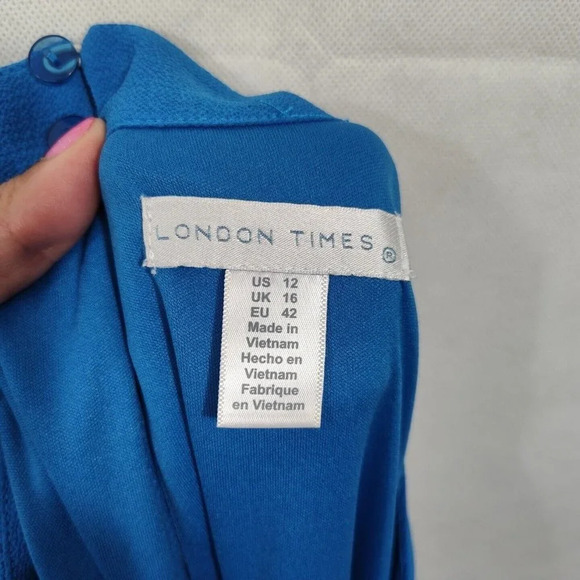 LONDON TIMES ®
US 12
UK 16
EU 42
Made in
Vietnam
Hecho en
Vietnam
Fabrique
en Vietnam